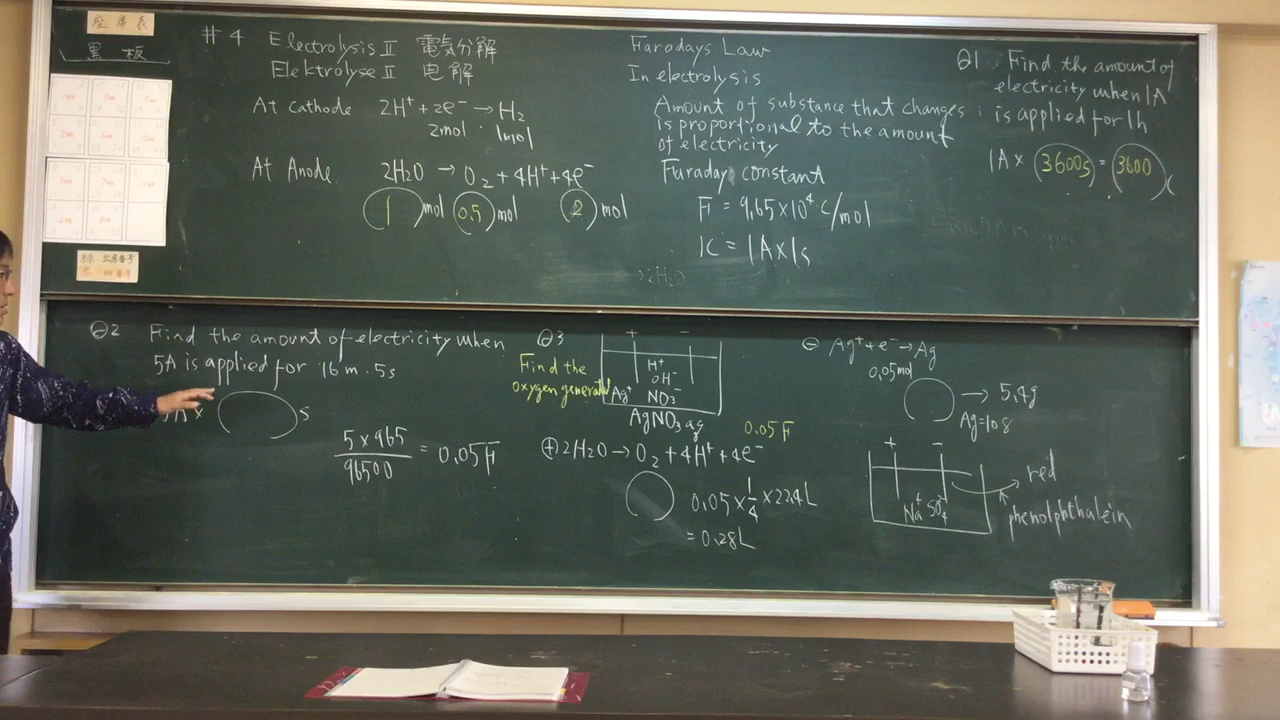 座席表
黒板
#4 Electrolysis II 電気分解
Elektrolyse II 电解
At cathode 2H⁺+2e⁻→H₂
2mol 1mol
At Anode 2H₂O → O₂+4H⁺+4e⁻
1 mol 0.5 mol 2 mol
Faradays Law
In electrolysis
Amount of substance that changes
is proportional to the amount
of electricity
Faraday constant
F = 9.65×10⁴ C/mol
1C = 1A×1s
Q1 Find the amount of
electricity when 1A
is applied for 1h
1A × 3600s = 3600 C
Q2 Find the amount of electricity when
5A is applied for 16m.5s
A× s
5×965
96500
= 0.05F
Q3
Find the
oxygen generat
+ −
H⁺
OH⁻
Ag⁺ NO₃⁻
AgNO₃ aq
0.05F
⊕2H₂O→O₂+4H⁺+4e⁻
0.05×1/4×22.4L
= 0.28L
⊖ Ag⁺+e⁻→Ag
0.05mol
→ 5.4g
Ag=108
+ −
Na⁺ SO₄
→ red
phenolphthalein